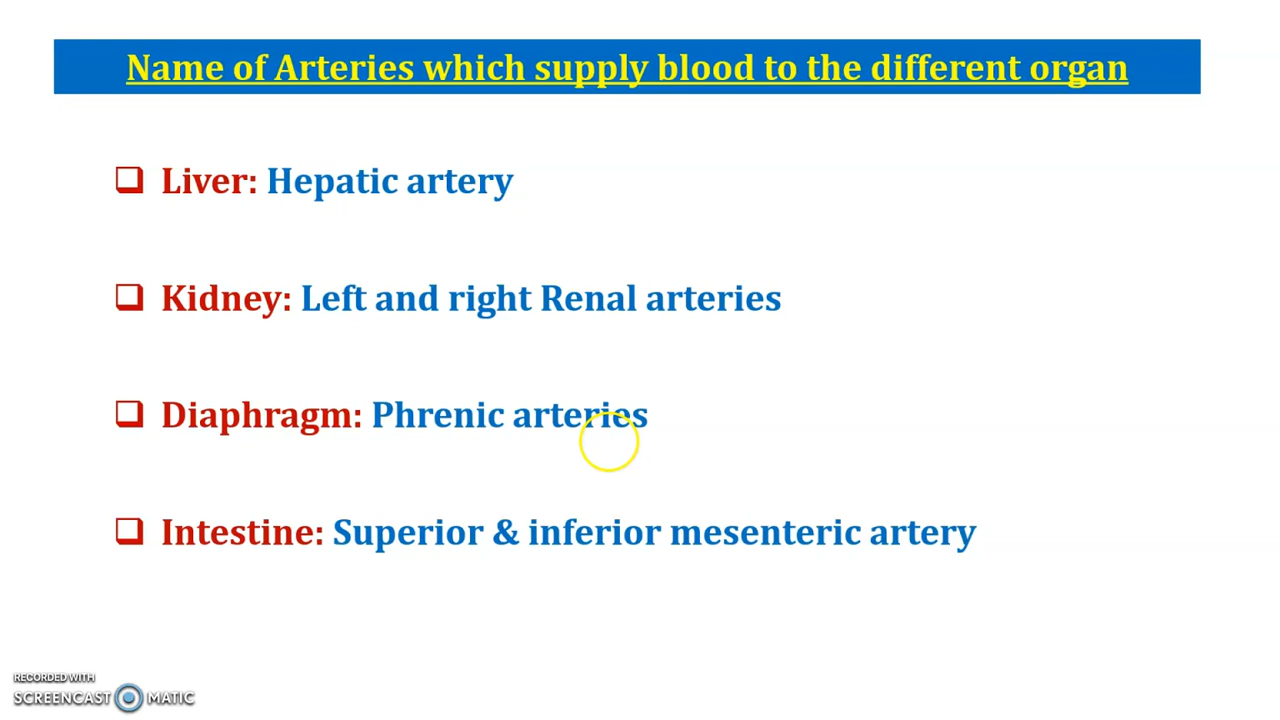 Name of Arteries which supply blood to the different organ
Liver: Hepatic artery
Kidney: Left and right Renal arteries
Diaphragm: Phrenic arteries
Intestine: Superior & inferior mesenteric artery
RECORDED WITH
SCREENCAST MATIC